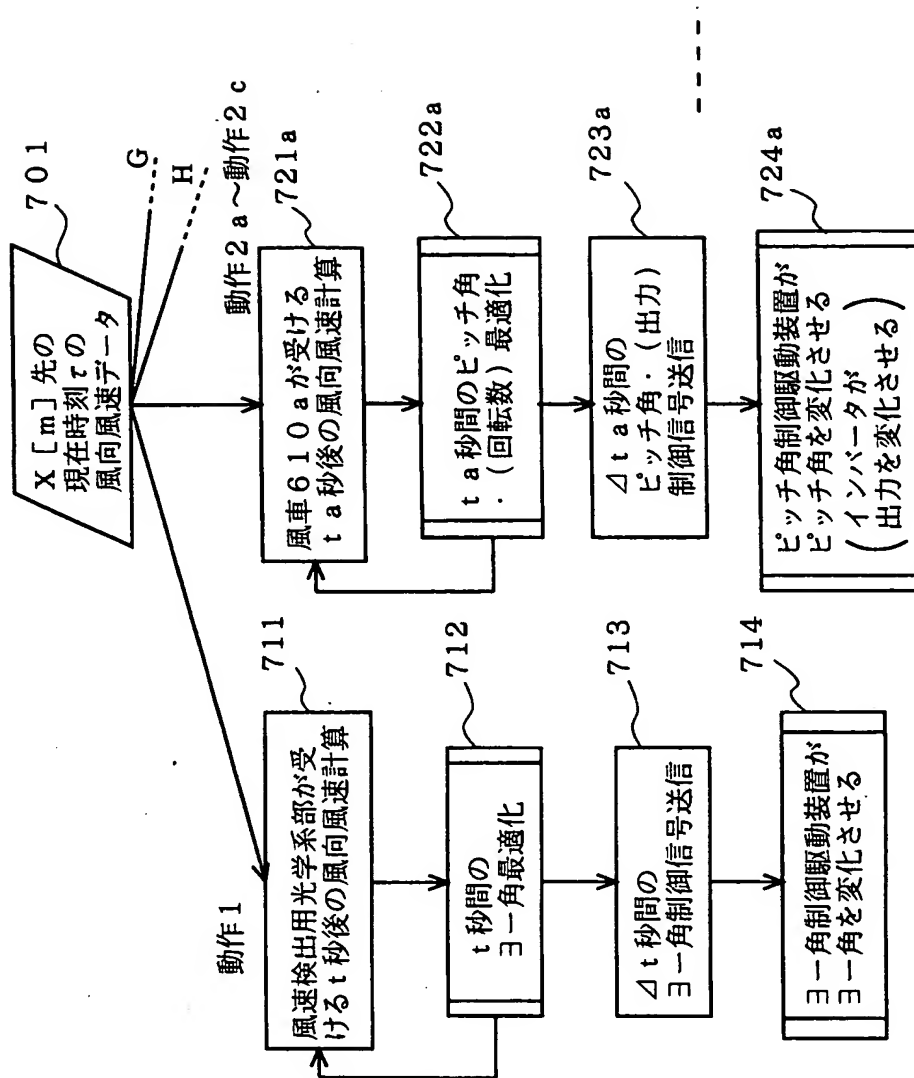 701
X[m]先の
現在時刻τの
風向風速データ
G
H
動作1
711
風速検出用光学系部が受
けるt秒後の風向風速計算
712
t秒間の
ヨー角最適化
713
Δt秒間の
ヨー角制御信号送信
714
ヨー角制御駆動装置が
ヨー角を変化させる
動作2a～動作2c
721a
風車610aが受ける
ta秒後の風向風速計算
722a
ta秒間のピッチ角
・(回転数)最適化
723a
Δta秒間の
ピッチ角・(出力)
制御信号送信
724a
ピッチ角制御駆動装置が
ピッチ角を変化させる
(インバータが
出力を変化させる)